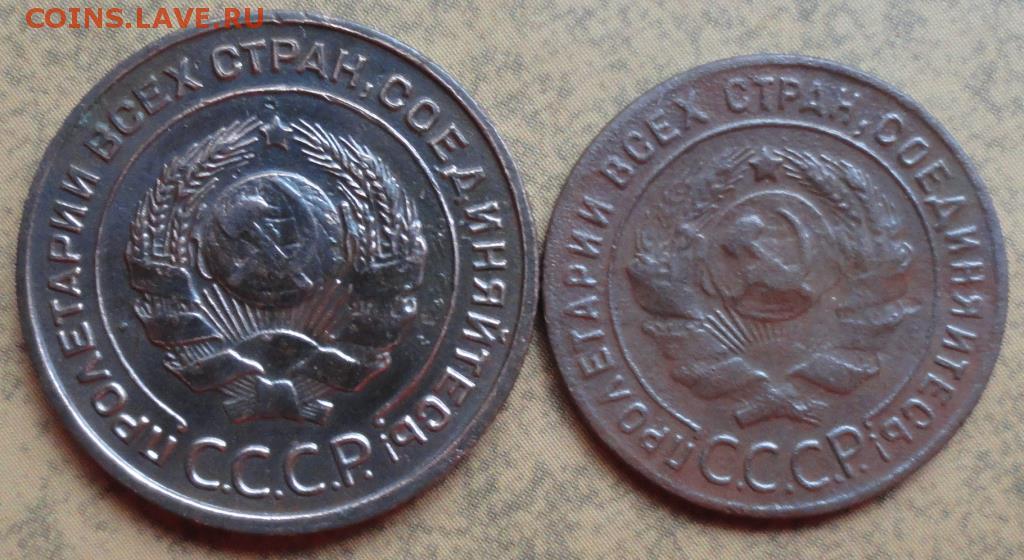 COINS.LAVE.RU
ПРОЛЕТАРИИ ВСЕХ СТРАН, СОЕДИНЯЙТЕСЬ!
С.С.С.Р.
ПРОЛЕТАРИИ ВСЕХ СТРАН, СОЕДИНЯЙТЕСЬ!
С.С.С.Р.